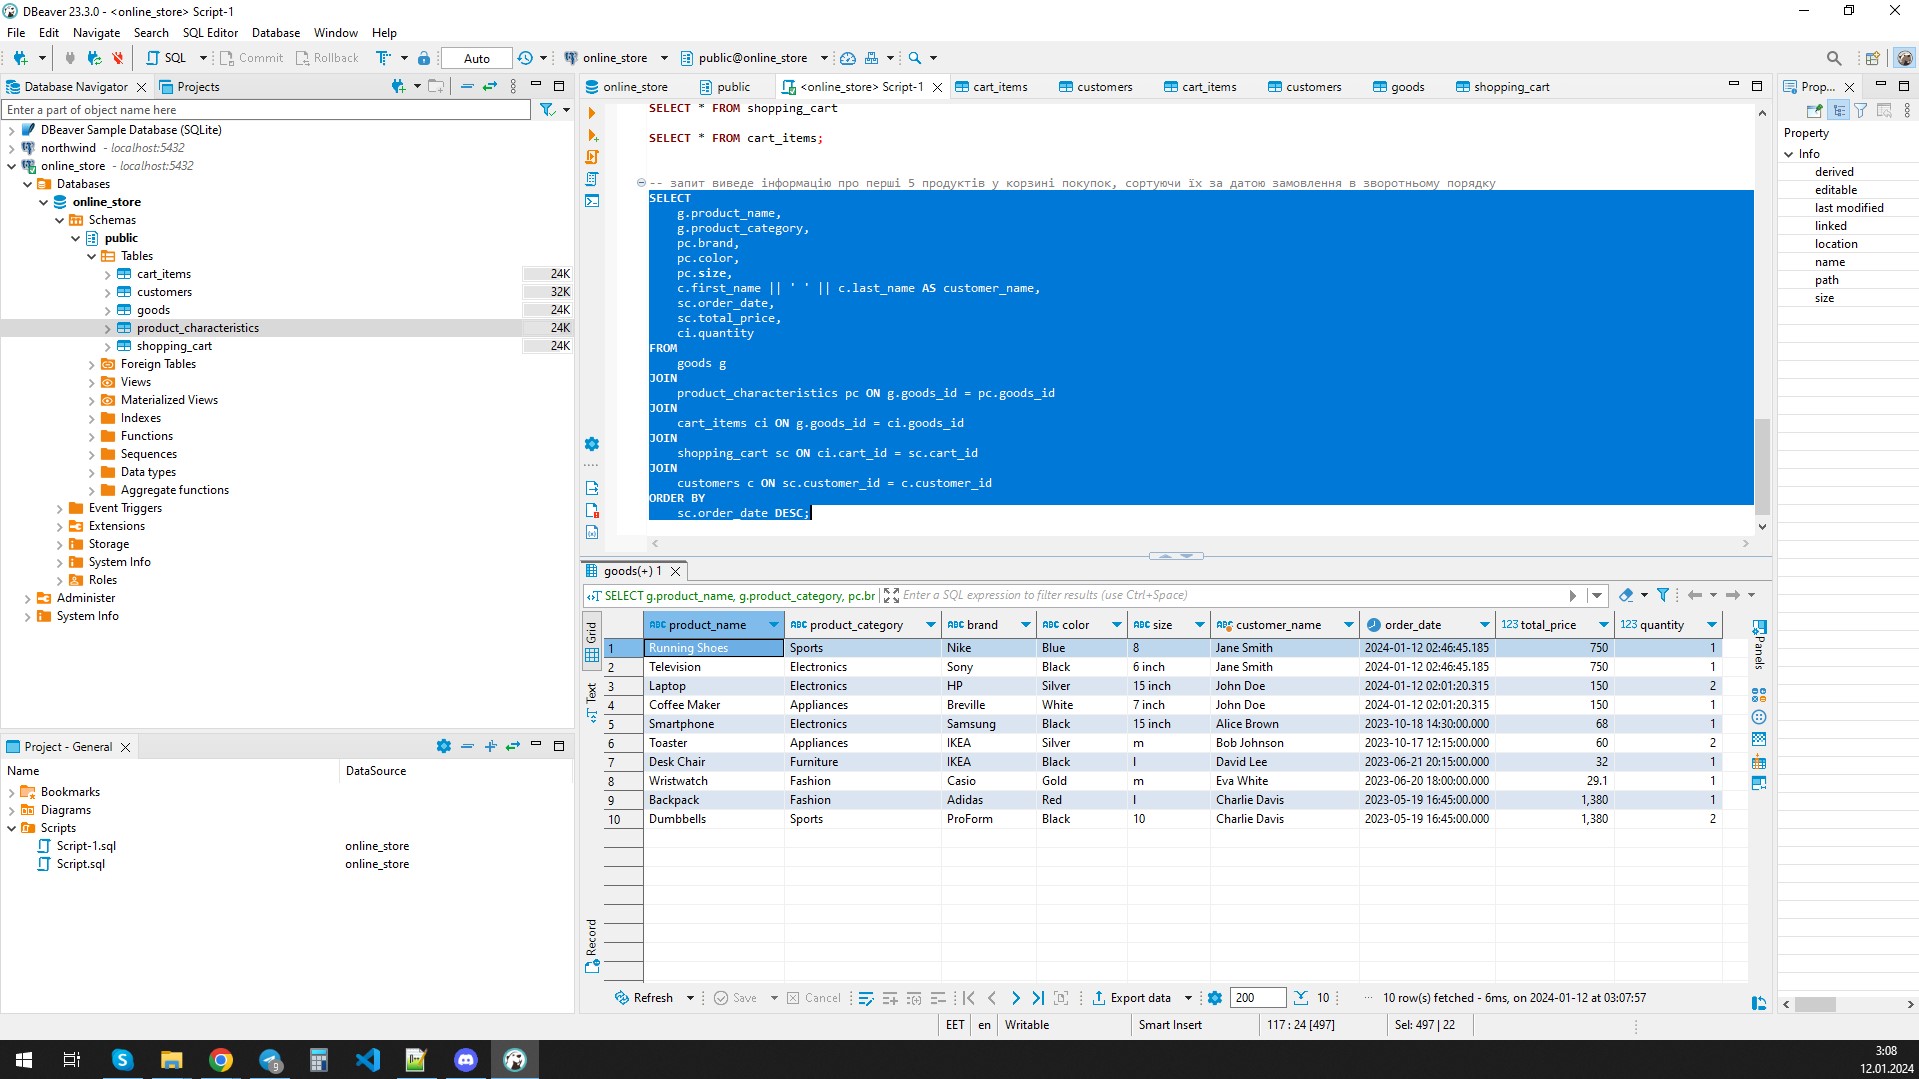 DBeaver 23.3.0 - <online_store> Script-1
File Edit Navigate Search SQL Editor Database Window Help
SQL Commit Rollback Auto online_store public@online_store
Database Navigator Projects
Enter a part of object name here
DBeaver Sample Database (SQLite)
northwind - localhost:5432
online_store - localhost:5432
Databases
online_store
Schemas
public
Tables
cart_items 24K
customers 32K
goods 24K
product_characteristics 24K
shopping_cart 24K
Foreign Tables
Views
Materialized Views
Indexes
Functions
Sequences
Data types
Aggregate functions
Event Triggers
Extensions
Storage
System Info
Roles
Administer
System Info
Project - General
Name DataSource
Bookmarks
Diagrams
Scripts
Script-1.sql online_store
Script.sql online_store
online_store public <online_store> Script-1 cart_items customers cart_items customers goods shopping_cart
SELECT * FROM shopping_cart
SELECT * FROM cart_items;
-- запит виведе інформацію про перші 5 продуктів у корзині покупок, сортуючи їх за датою замовлення в зворотньому порядку
SELECT
g.product_name,
g.product_category,
pc.brand,
pc.color,
pc.size,
c.first_name || ' ' || c.last_name AS customer_name,
sc.order_date,
sc.total_price,
ci.quantity
FROM
goods g
JOIN
product_characteristics pc ON g.goods_id = pc.goods_id
JOIN
cart_items ci ON g.goods_id = ci.goods_id
JOIN
shopping_cart sc ON ci.cart_id = sc.cart_id
JOIN
customers c ON sc.customer_id = c.customer_id
ORDER BY
sc.order_date DESC;
goods(+) 1
SELECT g.product_name, g.product_category, pc.br Enter a SQL expression to filter results (use Ctrl+Space)
Grid
Text
Record
ABC product_name ABC product_category ABC brand ABC color ABC size ABC customer_name order_date 123 total_price 123 quantity
1 Running Shoes Sports Nike Blue 8 Jane Smith 2024-01-12 02:46:45.185 750 1
2 Television Electronics Sony Black 6 inch Jane Smith 2024-01-12 02:46:45.185 750 1
3 Laptop Electronics HP Silver 15 inch John Doe 2024-01-12 02:01:20.315 150 2
4 Coffee Maker Appliances Breville White 7 inch John Doe 2024-01-12 02:01:20.315 150 1
5 Smartphone Electronics Samsung Black 15 inch Alice Brown 2023-10-18 14:30:00.000 68 1
6 Toaster Appliances IKEA Silver m Bob Johnson 2023-10-17 12:15:00.000 60 2
7 Desk Chair Furniture IKEA Black l David Lee 2023-06-21 20:15:00.000 32 1
8 Wristwatch Fashion Casio Gold m Eva White 2023-06-20 18:00:00.000 29.1 1
9 Backpack Fashion Adidas Red l Charlie Davis 2023-05-19 16:45:00.000 1,380 1
10 Dumbbells Sports ProForm Black 10 Charlie Davis 2023-05-19 16:45:00.000 1,380 2
Panels
Refresh Save Cancel Export data 200 10 ... 10 row(s) fetched - 6ms, on 2024-01-12 at 03:07:57
EET en Writable Smart Insert 117 : 24 [497] Sel: 497 | 22
Prop...
Property
Info
derived
editable
last modified
linked
location
name
path
size
9
3:08
12.01.2024